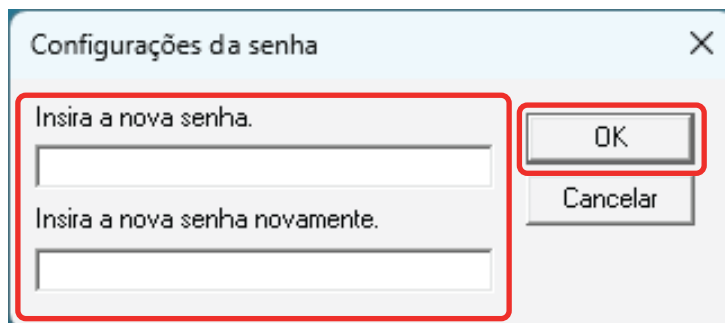 Configurações da senha
Insira a nova senha.
OK
Cancelar
Insira a nova senha novamente.